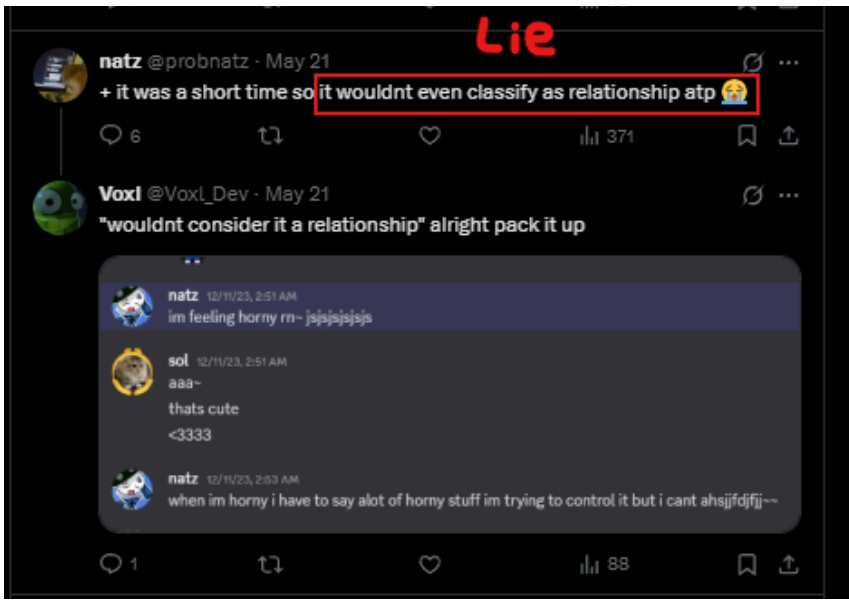 Lie
natz @probnatz · May 21
+ it was a short time so it wouldnt even classify as relationship atp 😭
6
371
Voxl @Voxl_Dev · May 21
"wouldnt consider it a relationship" alright pack it up
natz 12/11/23, 2:51 AM
im feeling horny rn~ jsjsjsjsjsjs
sol 12/11/23, 2:51 AM
aaa~
thats cute
<3333
natz 12/11/23, 2:53 AM
when im horny i have to say alot of horny stuff im trying to control it but i cant ahsjjfdjfjj~~
1
88